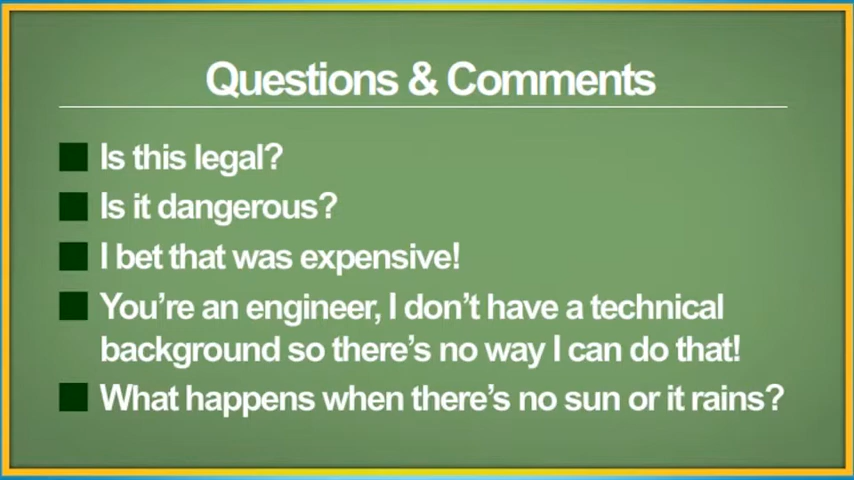 Questions & Comments
Is this legal?
Is it dangerous?
I bet that was expensive!
You’re an engineer, I don’t have a technical
background so there’s no way I can do that!
What happens when there’s no sun or it rains?